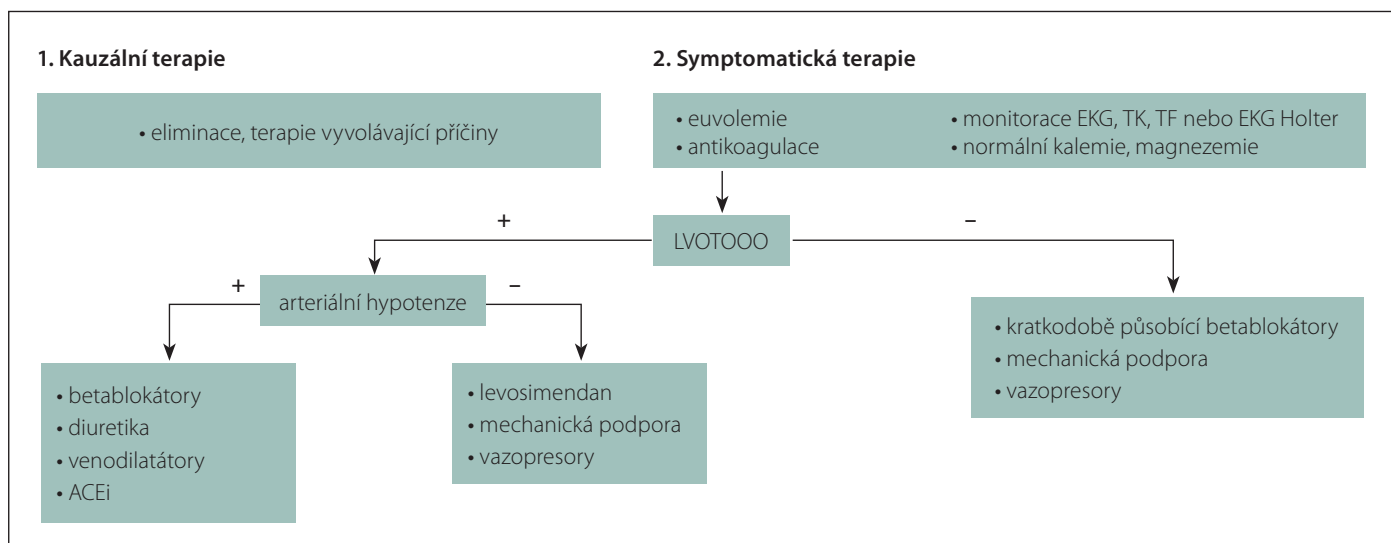 1. Kauzální terapie
• eliminace, terapie vyvolávající příčiny
2. Symptomatická terapie
• euvolemie
• antikoagulace
• monitorace EKG, TK, TF nebo EKG Holter
• normální kalemie, magnezemie
+
LVOTOOO
–
+
arteriální hypotenze
–
• betablokátory
• diuretika
• venodilatátory
• ACEi
• levosimendan
• mechanická podpora
• vazopresory
• kratkodobě působící betablokátory
• mechanická podpora
• vazopresory